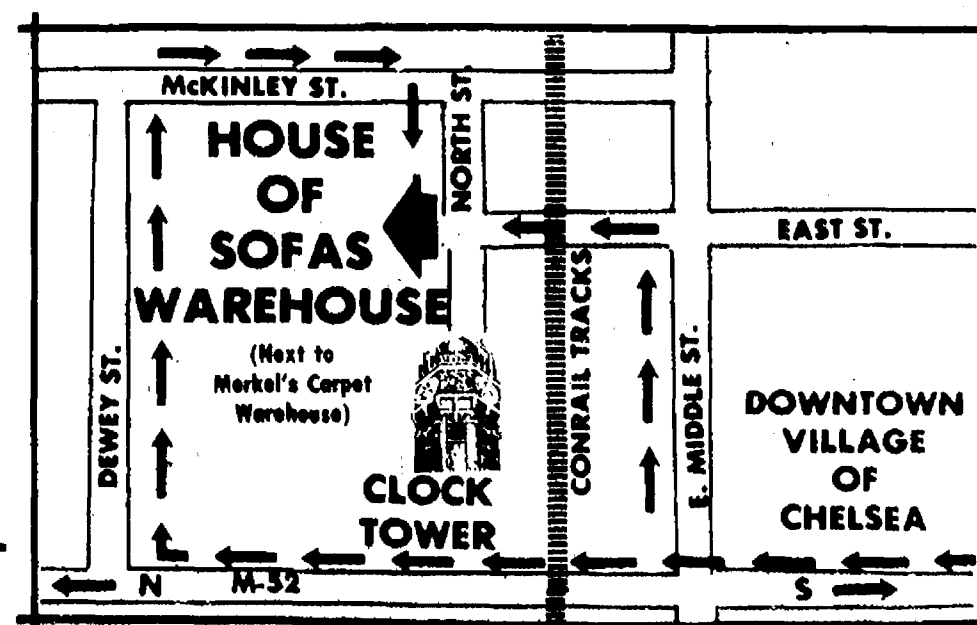 McKINLEY ST.
HOUSE
OF
SOFAS
WAREHOUSE
(Next to
Merkel's Carpet
Warehouse)
NORTH ST.
EAST ST.
DEWEY ST.
CONRAIL TRACKS
E. MIDDLE ST.
CLOCK
TOWER
DOWNTOWN
VILLAGE
OF
CHELSEA
N
M-52
S